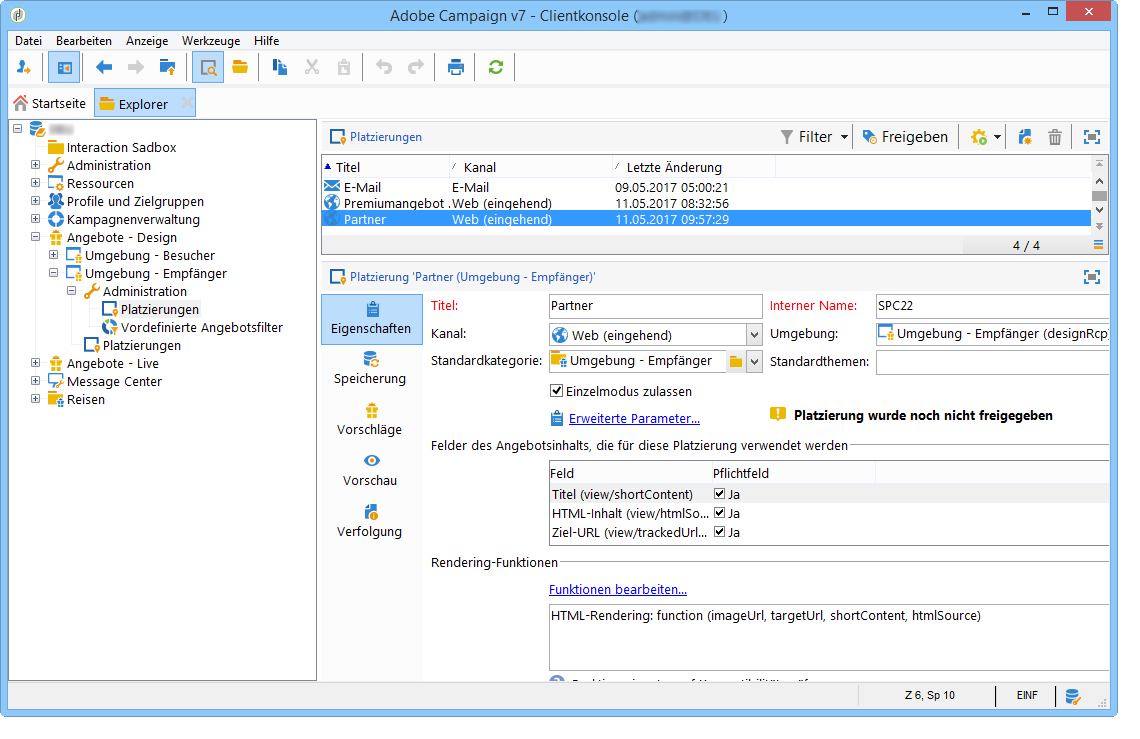 Adobe Campaign v7 - Clientkonsole ( )
Datei Bearbeiten Anzeige Werkzeuge Hilfe
Startseite Explorer
Interaction Sadbox
Administration
Ressourcen
Profile und Zielgruppen
Kampagnenverwaltung
Angebote - Design
Umgebung - Besucher
Umgebung - Empfänger
Administration
Platzierungen
Vordefinierte Angebotsfilter
Platzierungen
Angebote - Live
Message Center
Reisen
Platzierungen Filter Freigeben
Titel Kanal Letzte Änderung
E-Mail E-Mail 09.05.2017 05:00:21
Premiumangebot . Web (eingehend) 11.05.2017 08:32:56
Partner Web (eingehend) 11.05.2017 09:57:29
4 / 4
Platzierung 'Partner (Umgebung - Empfänger)'
Eigenschaften
Speicherung
Vorschläge
Vorschau
Verfolgung
Titel: Partner Interner Name: SPC22
Kanal: Web (eingehend) Umgebung: Umgebung - Empfänger (designRcp)
Standardkategorie: Umgebung - Empfänger Standardthemen:
Einzelmodus zulassen
Erweiterte Parameter... Platzierung wurde noch nicht freigegeben
Felder des Angebotsinhalts, die für diese Platzierung verwendet werden
Feld Pflichtfeld
Titel (view/shortContent) Ja
HTML-Inhalt (view/htmlSo... Ja
Ziel-URL (view/trackedUrl... Ja
Rendering-Funktionen
Funktionen bearbeiten...
HTML-Rendering: function (imageUrl, targetUrl, shortContent, htmlSource)
Z 6, Sp 10 EINF